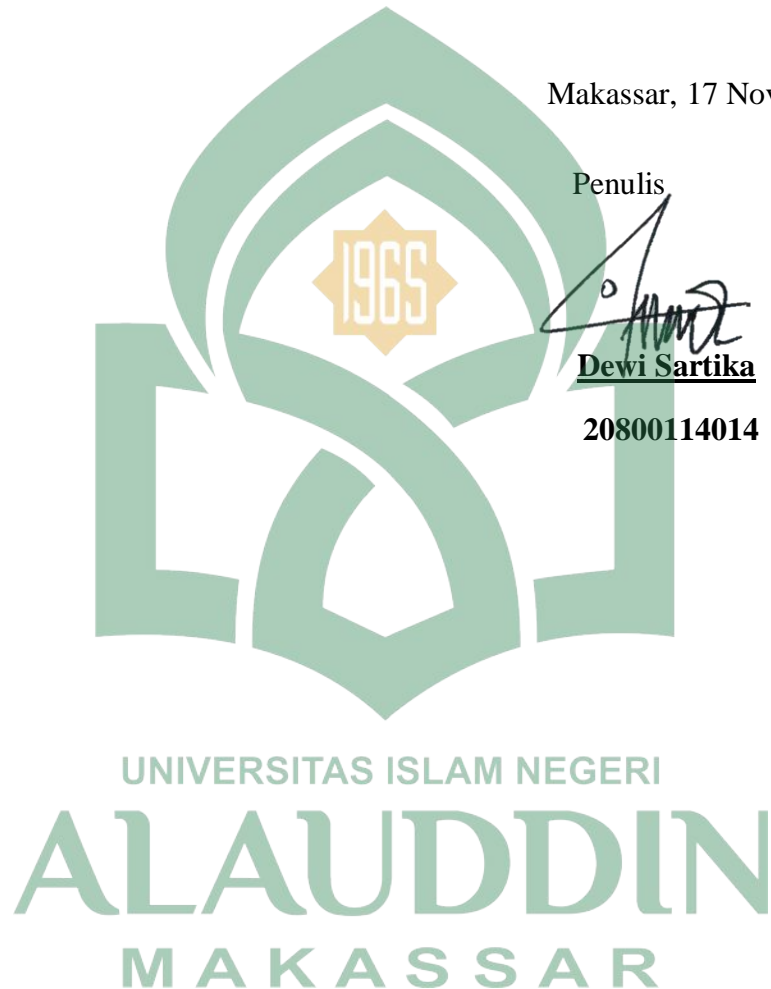 Makassar, 17 Nov
Penulis
1965
Dewi Sartika
20800114014
UNIVERSITAS ISLAM NEGERI
ALAUDDIN
MAKASSAR